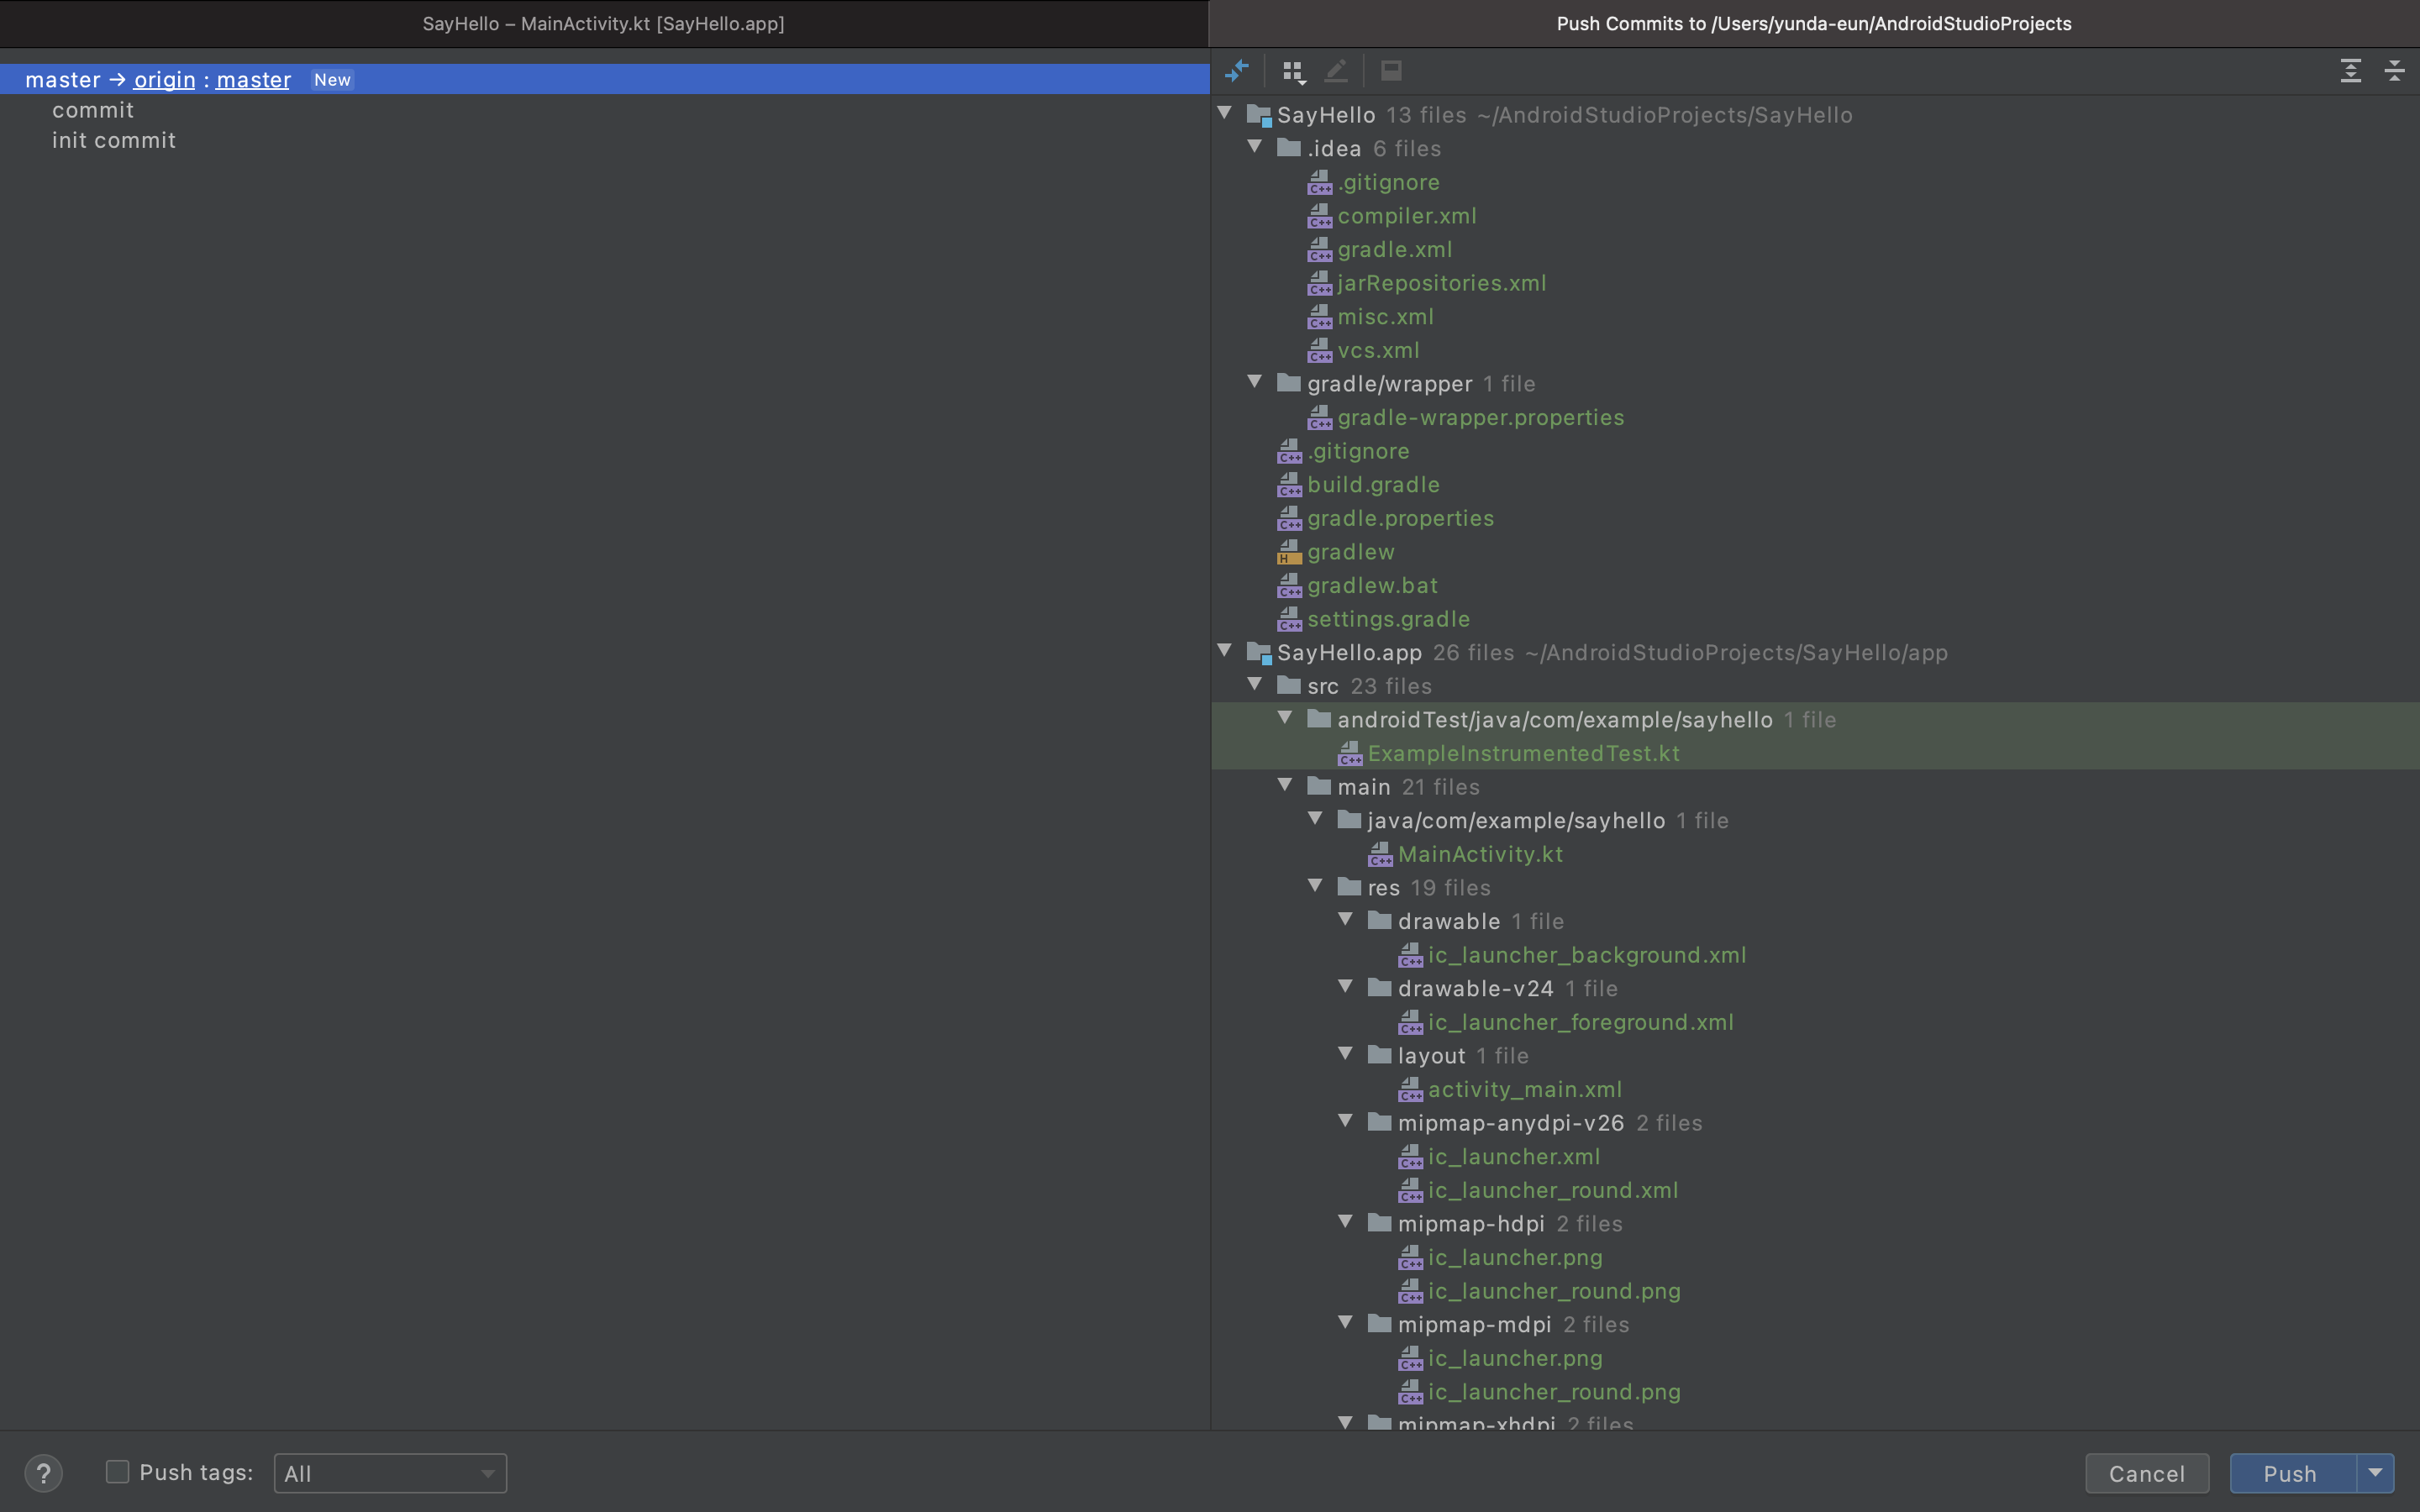 SayHello – MainActivity.kt [SayHello.app]
Push Commits to /Users/yunda-eun/AndroidStudioProjects
master → origin : master New
commit
init commit
SayHello 13 files ~/AndroidStudioProjects/SayHello
.idea 6 files
C++ .gitignore
C++ compiler.xml
C++ gradle.xml
C++ jarRepositories.xml
C++ misc.xml
C++ vcs.xml
gradle/wrapper 1 file
C++ gradle-wrapper.properties
C++ .gitignore
C++ build.gradle
C++ gradle.properties
H gradlew
C++ gradlew.bat
C++ settings.gradle
SayHello.app 26 files ~/AndroidStudioProjects/SayHello/app
src 23 files
androidTest/java/com/example/sayhello 1 file
C++ ExampleInstrumentedTest.kt
main 21 files
java/com/example/sayhello 1 file
C++ MainActivity.kt
res 19 files
drawable 1 file
C++ ic_launcher_background.xml
drawable-v24 1 file
C++ ic_launcher_foreground.xml
layout 1 file
C++ activity_main.xml
mipmap-anydpi-v26 2 files
C++ ic_launcher.xml
C++ ic_launcher_round.xml
mipmap-hdpi 2 files
C++ ic_launcher.png
C++ ic_launcher_round.png
mipmap-mdpi 2 files
C++ ic_launcher.png
C++ ic_launcher_round.png
mipmap-xhdpi 2 files
? Push tags: All Cancel Push